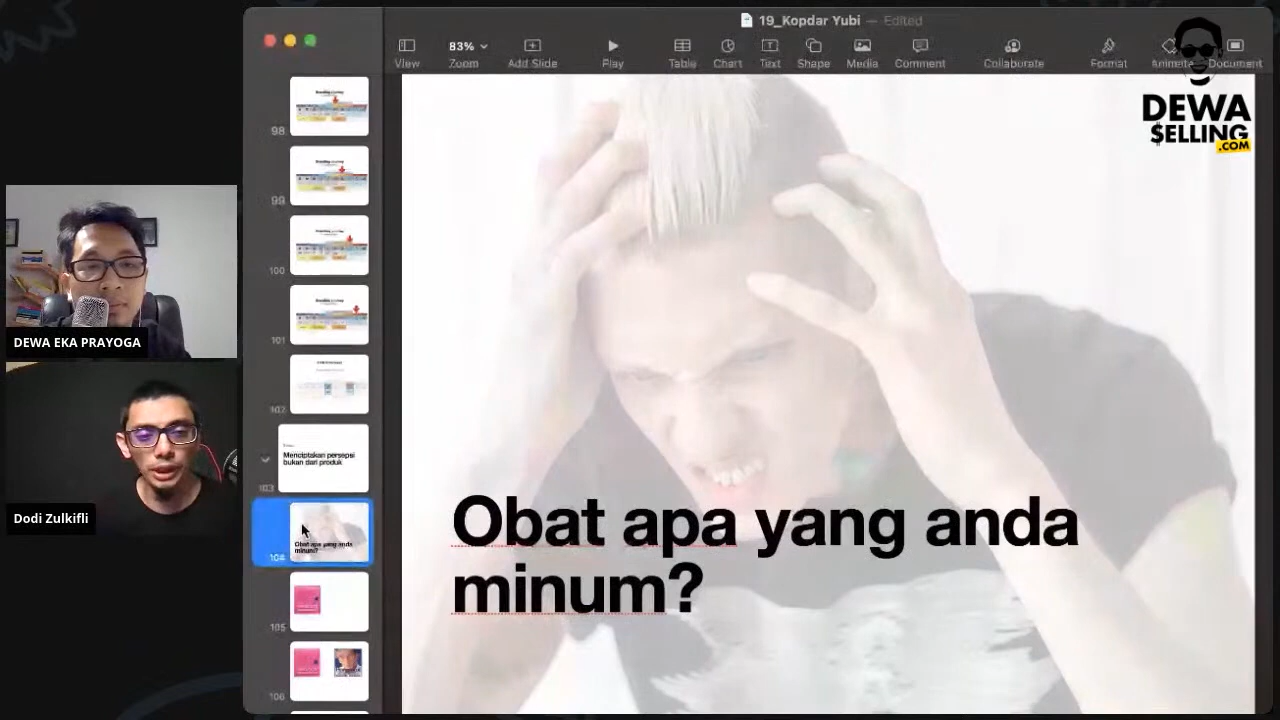 19_Kopdar Yubi — Edited
83%
View
Zoom
Add Slide
Play
Table
Chart
Text
Shape
Media
Comment
Collaborate
Format
Animate
Document
DEWA
$ELLING
.COM
98
99
100
101
102
103
Menciptakan persepsi
bukan dari produk
104
Obat apa yang anda
minum?
105
106
DEWA EKA PRAYOGA
Dodi Zulkifli
Obat apa yang anda
minum?